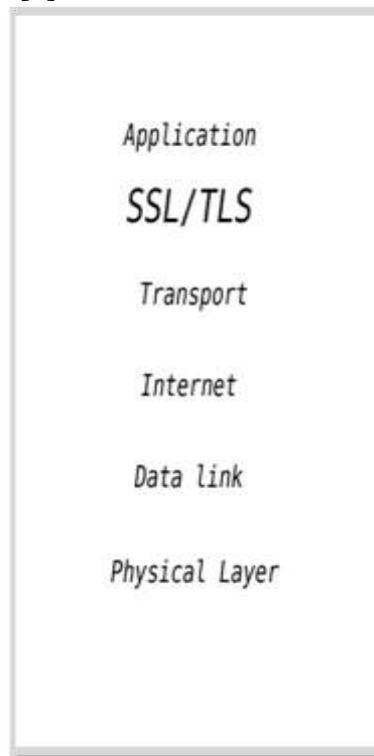 Application
SSL/TLS
Transport
Internet
Data link
Physical Layer